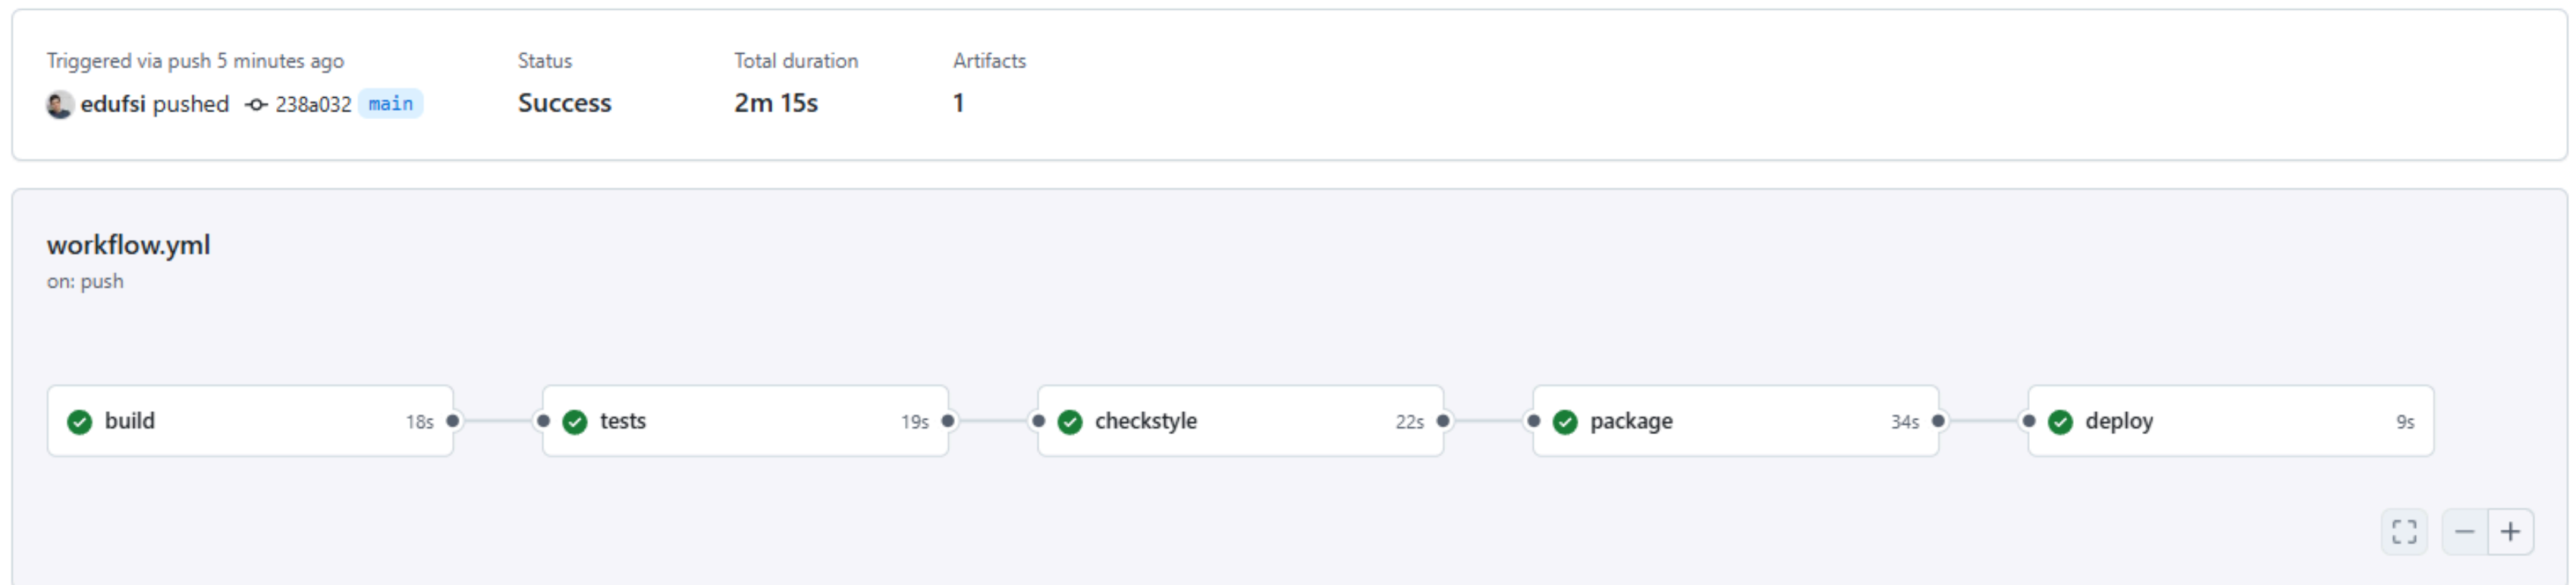 Triggered via push 5 minutes ago
edufsi pushed 238a032 main
Status
Success
Total duration
2m 15s
Artifacts
1
workflow.yml
on: push
build 18s
tests 19s
checkstyle 22s
package 34s
deploy 9s